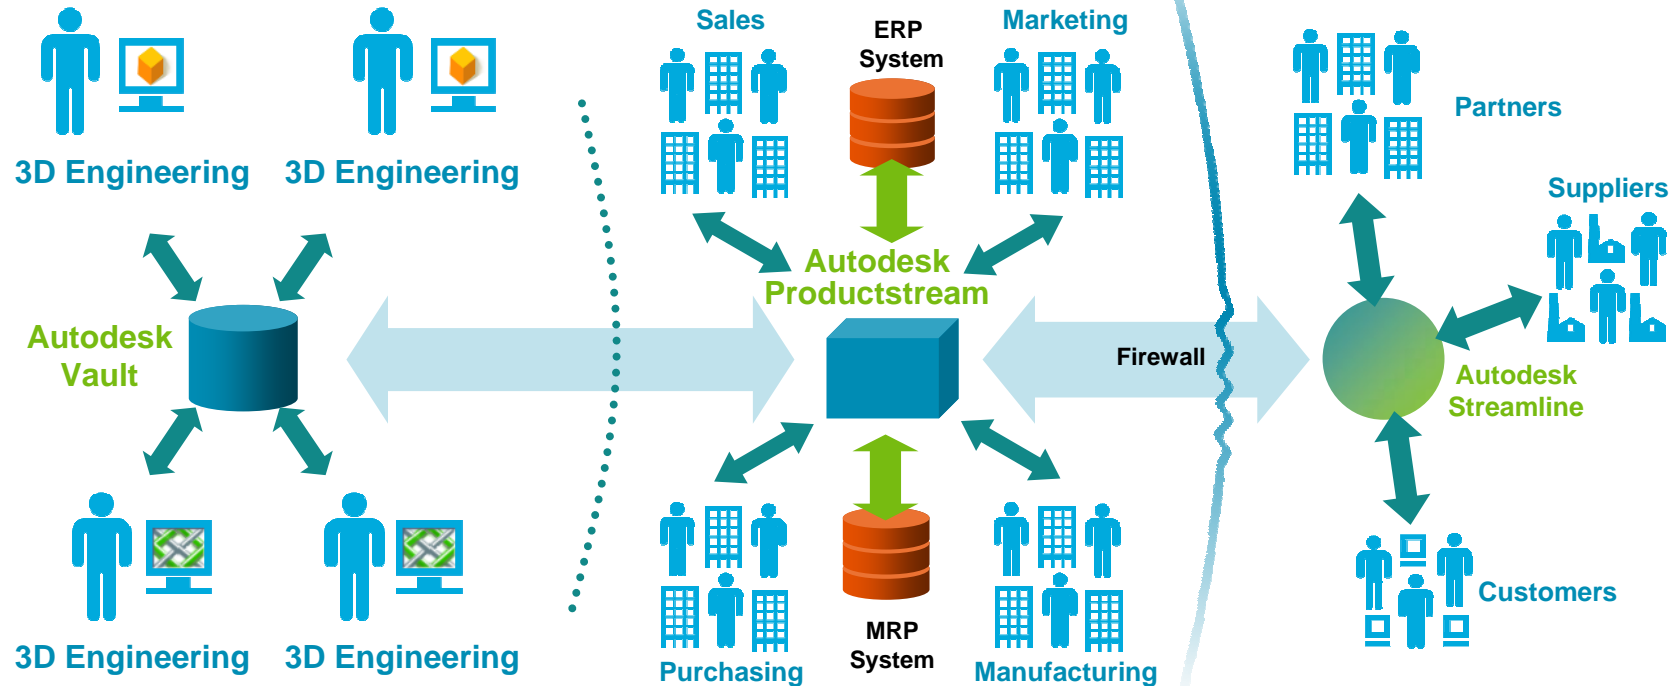 3D Engineering
3D Engineering
Autodesk
Vault
3D Engineering
3D Engineering
Sales
ERP
System
Marketing
Autodesk
Productstream
Purchasing
MRP
System
Manufacturing
Firewall
Partners
Suppliers
Autodesk
Streamline
Customers